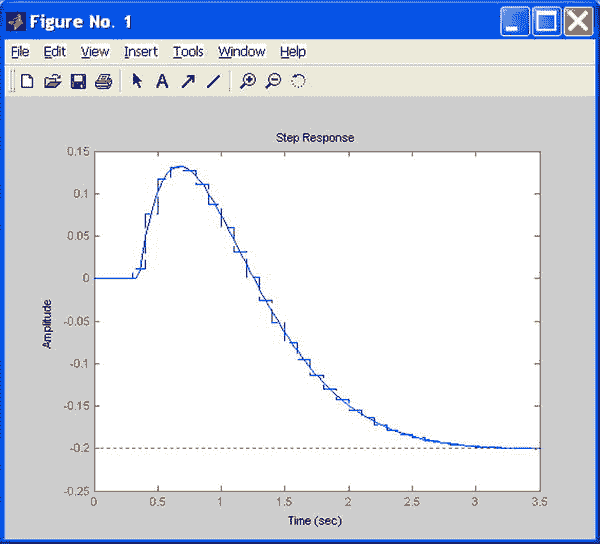 Figure No. 1
File Edit View Insert Tools Window Help
A
Step Response
0.15
0.1
0.05
0
-0.05
-0.1
-0.15
-0.2
-0.25
Amplitude
0 0.5 1 1.5 2 2.5 3 3.5
Time (sec)